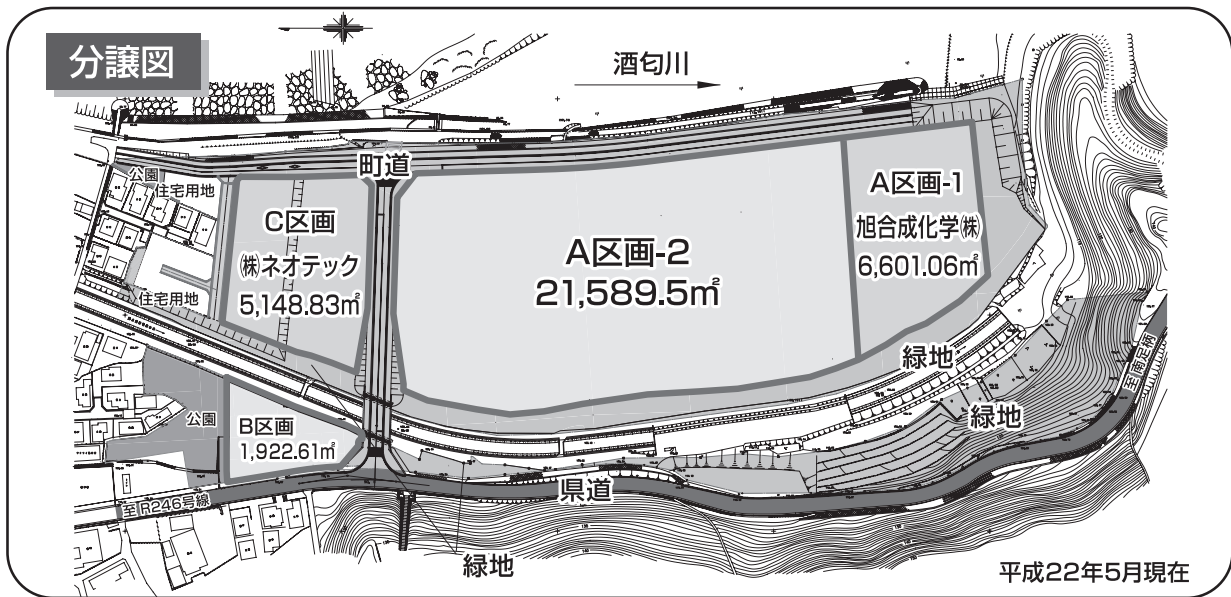 分譲図
酒匂川
町道
公園
住宅用地
住宅用地
C区画
㈱ネオテック
5,148.83㎡
A区画-2
21,589.5㎡
A区画-1
旭合成化学㈱
6,601.06㎡
公園
B区画
1,922.61㎡
緑地
緑地
至南足柄
県道
至R246号線
緑地
平成22年5月現在